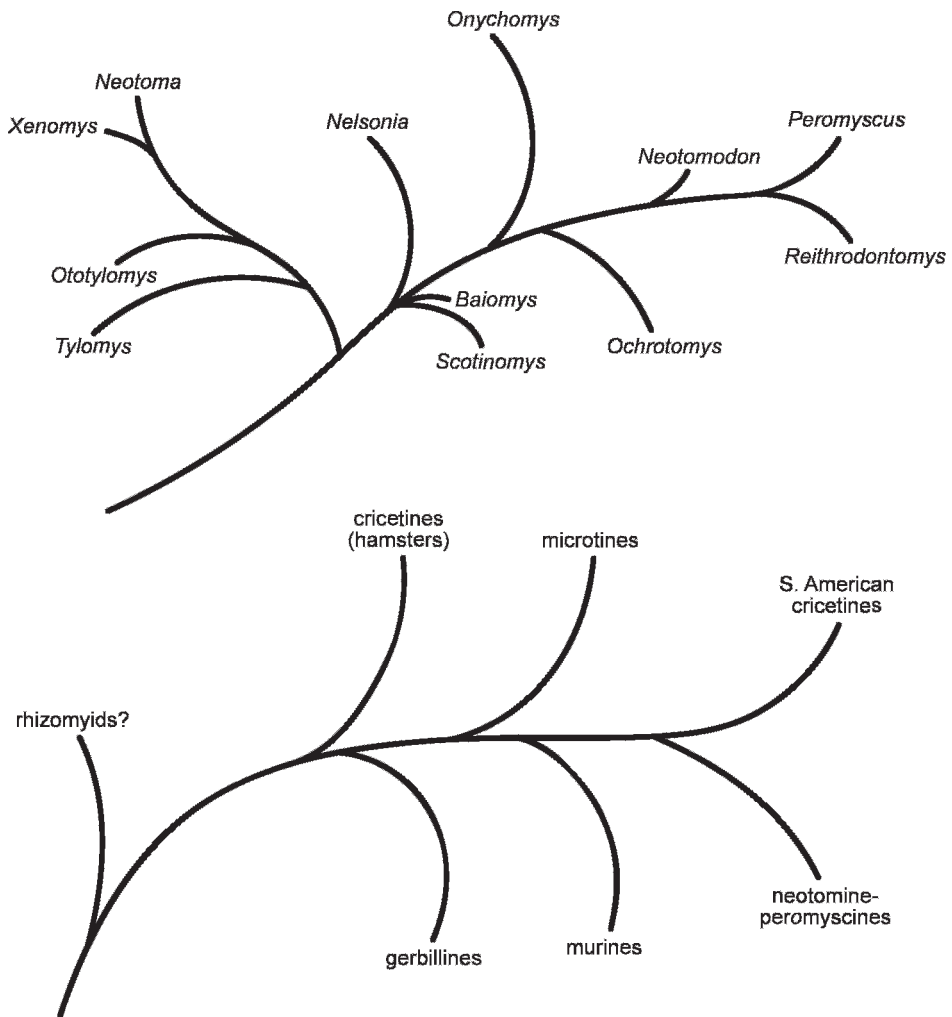 Onychomys
Neotoma
Xenomys
Nelsonia
Peromyscus
Neotomodon
Reithrodontomys
Ototylomys
Baiomys
Tylomys
Scotinomys
Ochrotomys
cricetines
(hamsters)
microtines
S. American
cricetines
rhizomyids?
gerbillines
murines
neotomine-
peromyscines